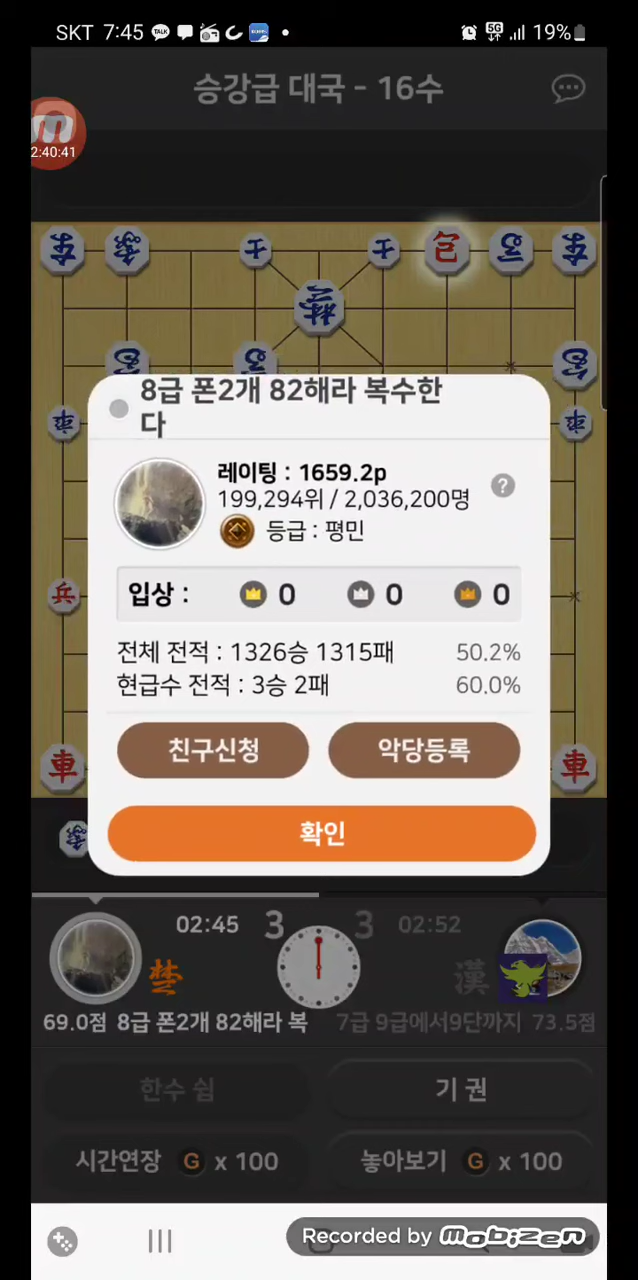 SKT 7:45 TALK 5G 19%
승강급 대국 - 16수
2:40:41
8급 폰2개 82해라 복수한
다
레이팅 : 1659.2p
?
199,294위 / 2,036,200명
등급 : 평민
입상 : 0 0 0
전체 전적 : 1326승 1315패 50.2%
현급수 전적 : 3승 2패 60.0%
친구신청 악당등록
확인
兵
車 車
02:45 3 3 02:52
楚 漢
69.0점 8급 폰2개 82해라 복 7급 9급에서9단까지 73.5점
한수 쉼 기 권
시간연장 G x 100 놓아보기 G x 100
Recorded by mobizen